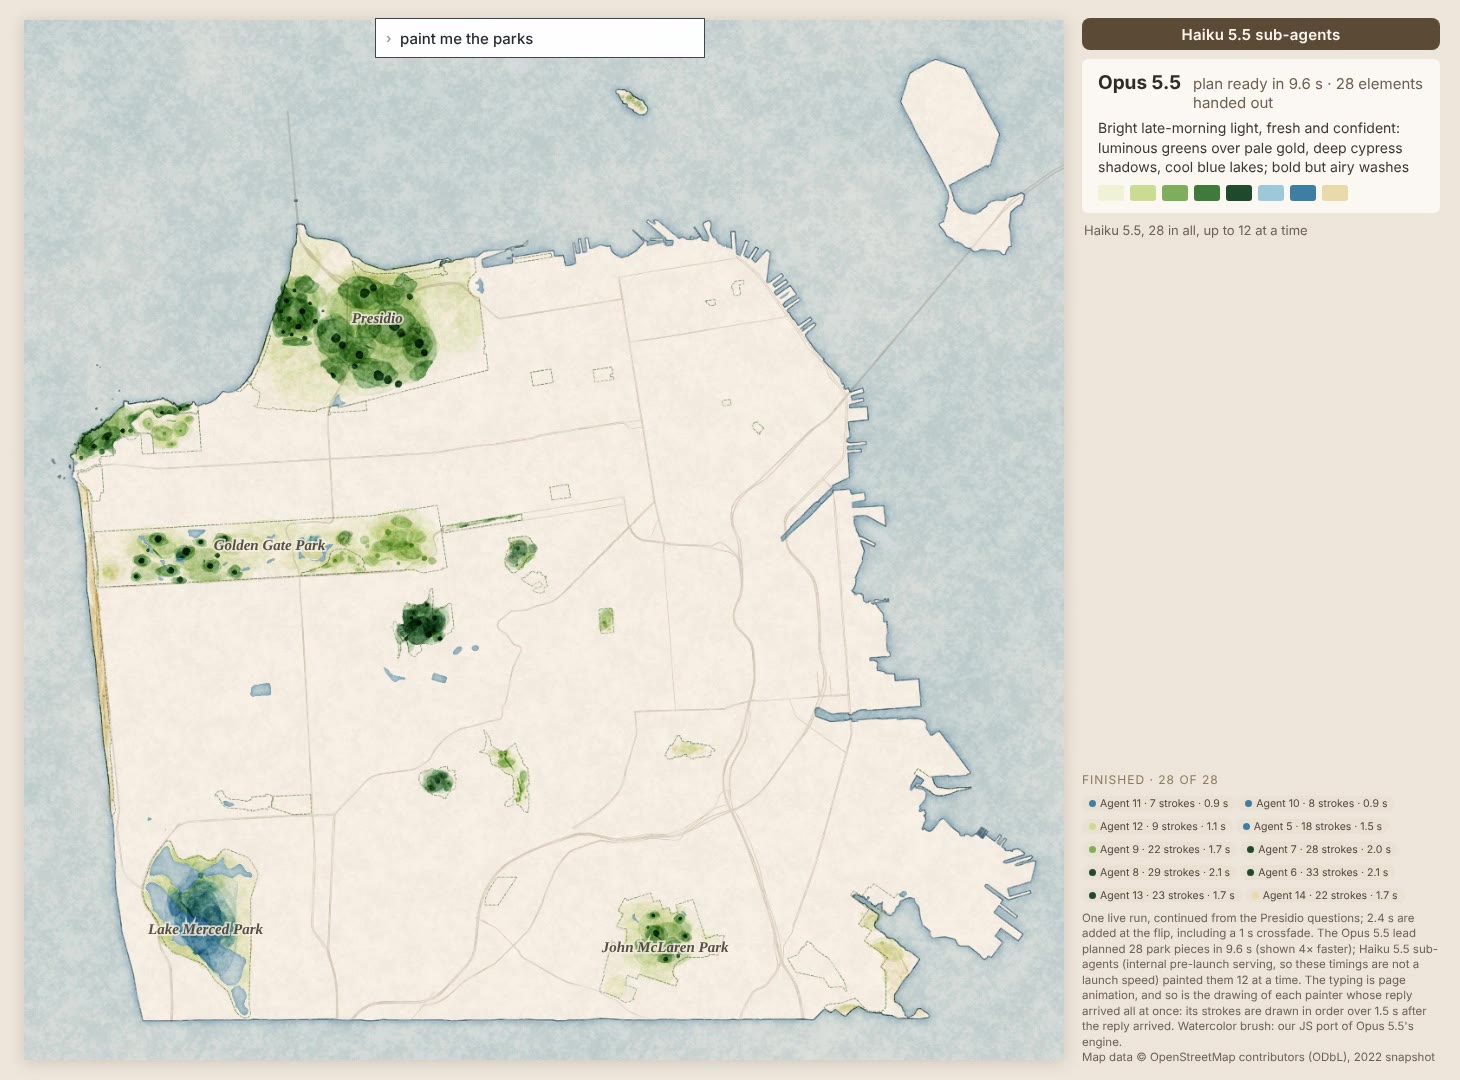 › paint me the parks
Presidio
Golden Gate Park
Lake Merced Park
John McLaren Park
Haiku 5.5 sub-agents
Opus 5.5 plan ready in 9.6 s · 28 elements
handed out
Bright late-morning light, fresh and confident:
luminous greens over pale gold, deep cypress
shadows, cool blue lakes; bold but airy washes
Haiku 5.5, 28 in all, up to 12 at a time
FINISHED · 28 OF 28
Agent 11 · 7 strokes · 0.9 s Agent 10 · 8 strokes · 0.9 s
Agent 12 · 9 strokes · 1.1 s Agent 5 · 18 strokes · 1.5 s
Agent 9 · 22 strokes · 1.7 s Agent 7 · 28 strokes · 2.0 s
Agent 8 · 29 strokes · 2.1 s Agent 6 · 33 strokes · 2.1 s
Agent 13 · 23 strokes · 1.7 s Agent 14 · 22 strokes · 1.7 s
One live run, continued from the Presidio questions; 2.4 s are
added at the flip, including a 1 s crossfade. The Opus 5.5 lead
planned 28 park pieces in 9.6 s (shown 4× faster); Haiku 5.5 sub-
agents (internal pre-launch serving, so these timings are not a
launch speed) painted them 12 at a time. The typing is page
animation, and so is the drawing of each painter whose reply
arrived all at once: its strokes are drawn in order over 1.5 s after
the reply arrived. Watercolor brush: our JS port of Opus 5.5's
engine.
Map data © OpenStreetMap contributors (ODbL), 2022 snapshot